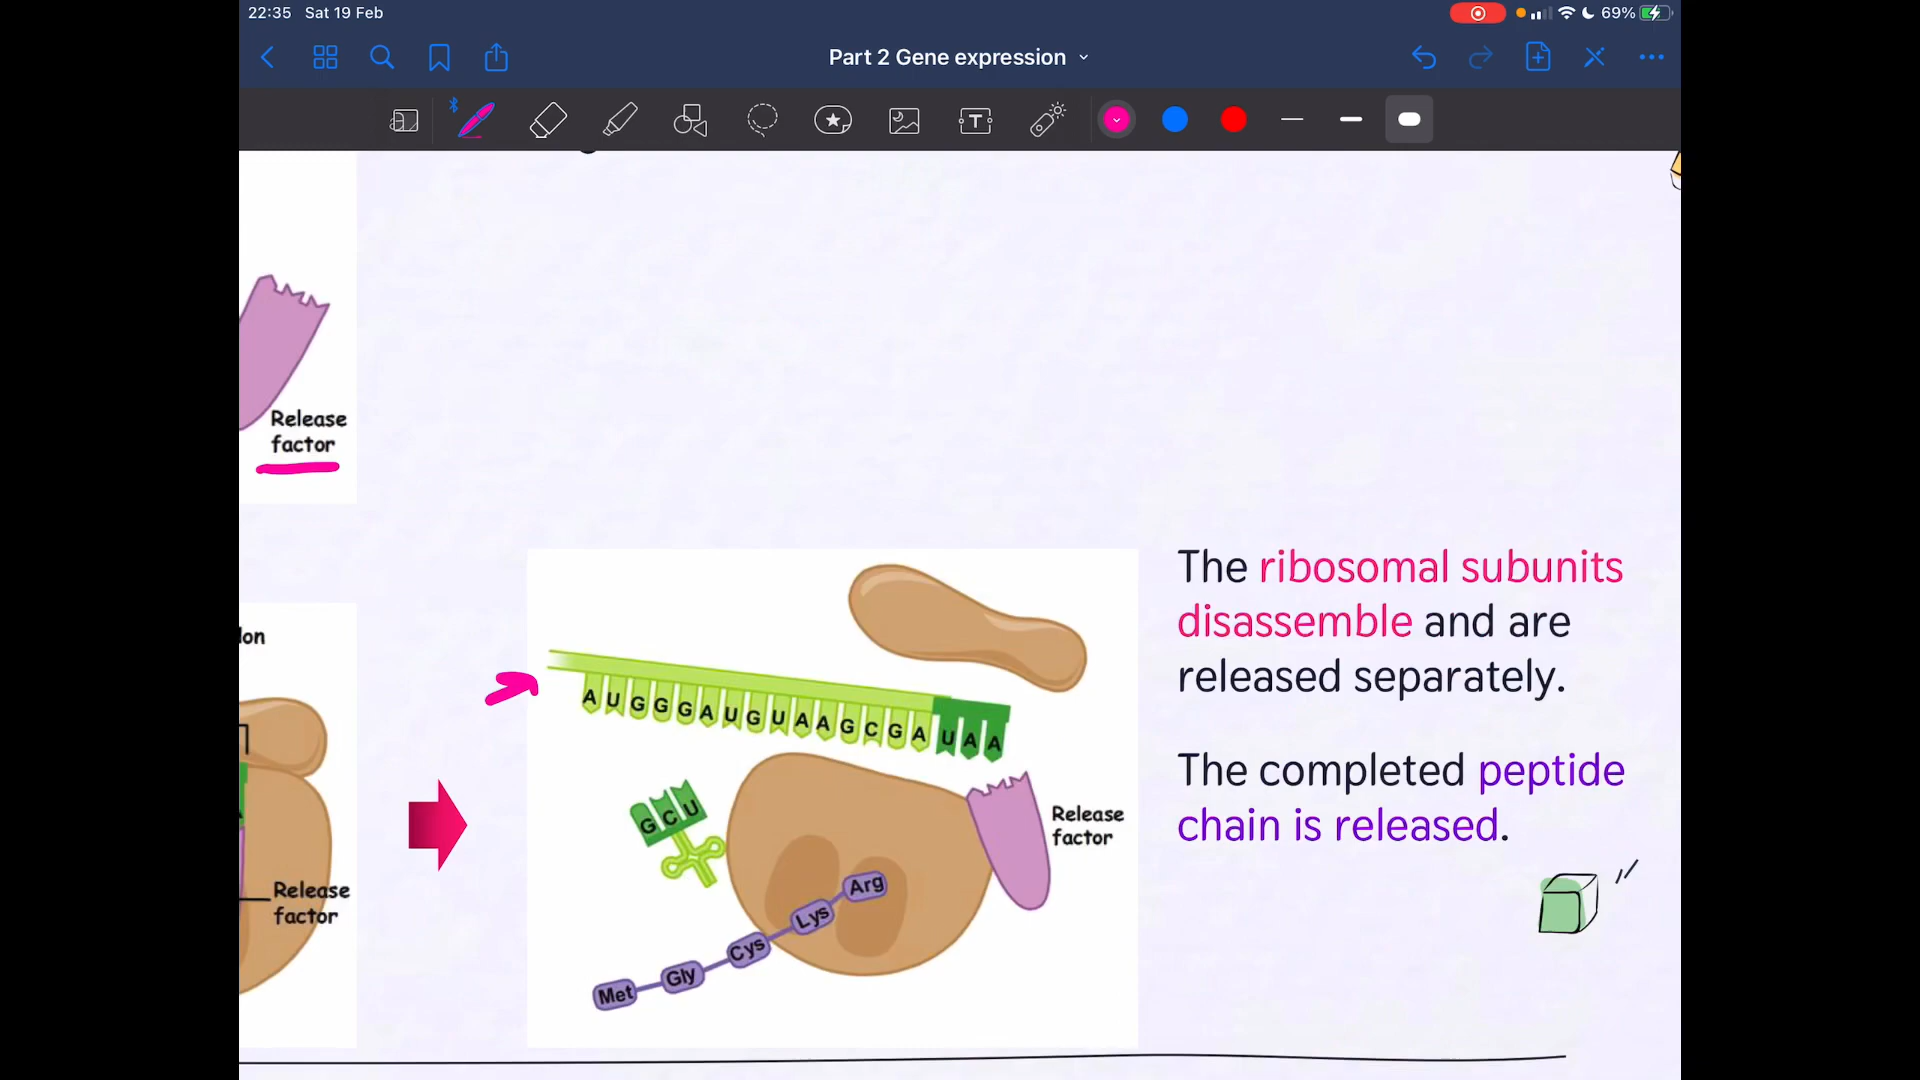 22:35 Sat 19 Feb
69%
Part 2 Gene expression
T
Release
factor
Release
factor
AUGGGAUGUAAGCGAUAA
GCU
Release
factor
Met Gly Cys Lys Arg
The ribosomal subunits
disassemble and are
released separately.
The completed peptide
chain is released.